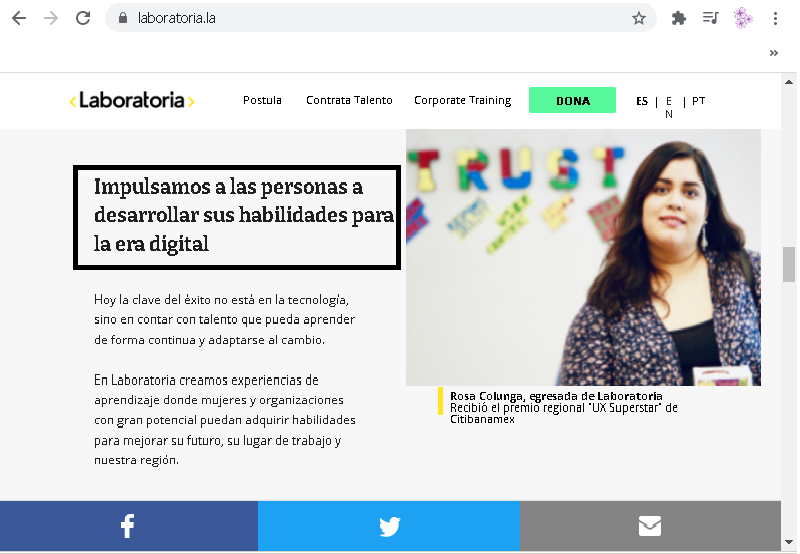 laboratoria.la
»
<Laboratoria>
Postula Contrata Talento Corporate Training DONA ES | EN | PT
TRUST
Impulsamos a las personas a
desarrollar sus habilidades para
la era digital
Hoy la clave del éxito no está en la tecnología,
sino en contar con talento que pueda aprender
de forma continua y adaptarse al cambio.
En Laboratoria creamos experiencias de
aprendizaje donde mujeres y organizaciones
con gran potencial puedan adquirir habilidades
para mejorar su futuro, su lugar de trabajo y
nuestra región.
Rosa Colunga, egresada de Laboratoria
Recibió el premio regional "UX Superstar" de
Citibanamex